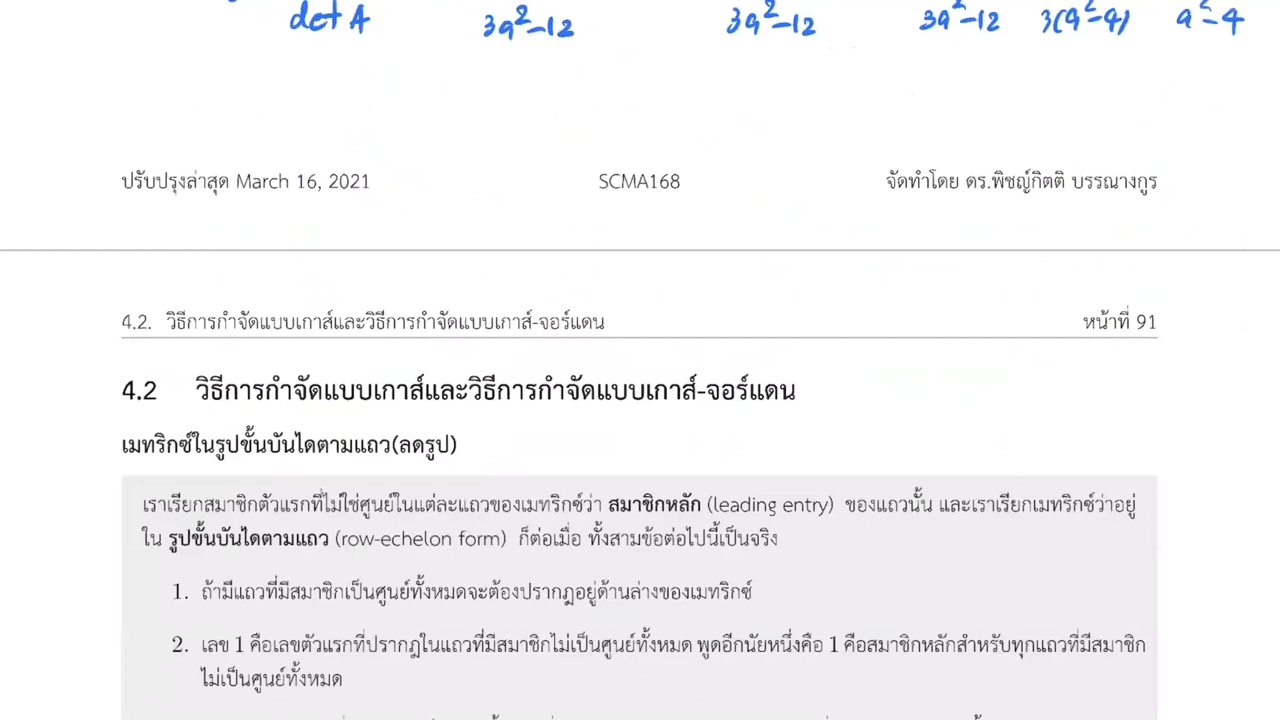 det A 3a²-12 3a²-12 3a²-12 3(a²-4) a²-4
ปรับปรุงล่าสุด March 16, 2021 SCMA168 จัดทำโดย ดร.พิชญ์กิตติ บรรณางกูร
4.2. วิธีการกำจัดแบบเกาส์และวิธีการกำจัดแบบเกาส์-จอร์แดน หน้าที่ 91
4.2 วิธีการกำจัดแบบเกาส์และวิธีการกำจัดแบบเกาส์-จอร์แดน
เมทริกซ์ในรูปขั้นบันไดตามแถว(ลดรูป)
เราเรียกสมาชิกตัวแรกที่ไม่ใช่ศูนย์ในแต่ละแถวของเมทริกซ์ว่า สมาชิกหลัก (leading entry) ของแถวนั้น และเราเรียกเมทริกซ์ว่าอยู่
ใน รูปขั้นบันไดตามแถว (row-echelon form) ก็ต่อเมื่อ ทั้งสามข้อต่อไปนี้เป็นจริง
1. ถ้ามีแถวที่มีสมาชิกเป็นศูนย์ทั้งหมดจะต้องปรากฏอยู่ด้านล่างของเมทริกซ์
2. เลข 1 คือเลขตัวแรกที่ปรากฏในแถวที่มีสมาชิกไม่เป็นศูนย์ทั้งหมด พูดอีกนัยหนึ่งคือ 1 คือสมาชิกหลักสำหรับทุกแถวที่มีสมาชิก
ไม่เป็นศูนย์ทั้งหมด